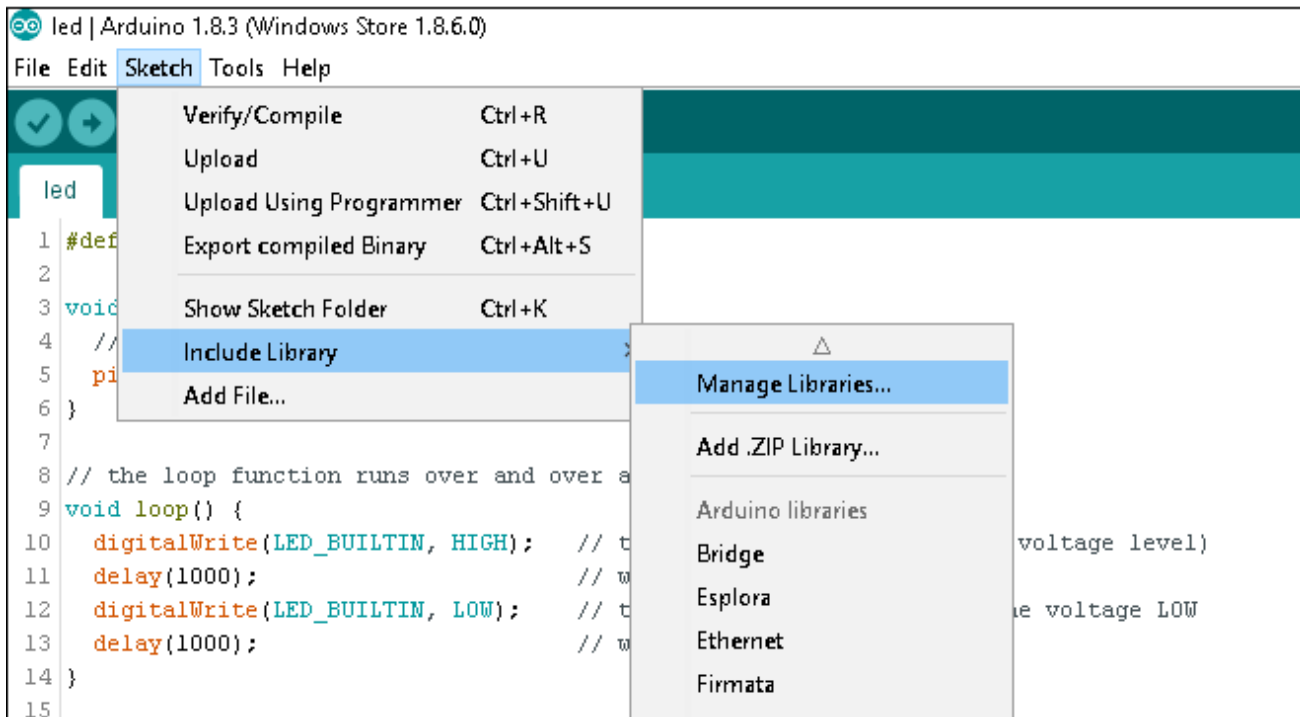 led | Arduino 1.8.3 (Windows Store 1.8.6.0)
File Edit Sketch Tools Help
Verify/Compile Ctrl+R
Upload Ctrl+U
Upload Using Programmer Ctrl+Shift+U
Export compiled Binary Ctrl+Alt+S
Show Sketch Folder Ctrl+K
Include Library
Add File...
Manage Libraries...
Add .ZIP Library...
Arduino libraries
Bridge
Esplora
Ethernet
Firmata
led
1 #def
2
3 void
4 //
5 pi
6 }
7
8 // the loop function runs over and over a
9 void loop() {
10 digitalWrite(LED_BUILTIN, HIGH); // t voltage level)
11 delay(1000); // w
12 digitalWrite(LED_BUILTIN, LOW); // t e voltage LOW
13 delay(1000); // w
14 }
15